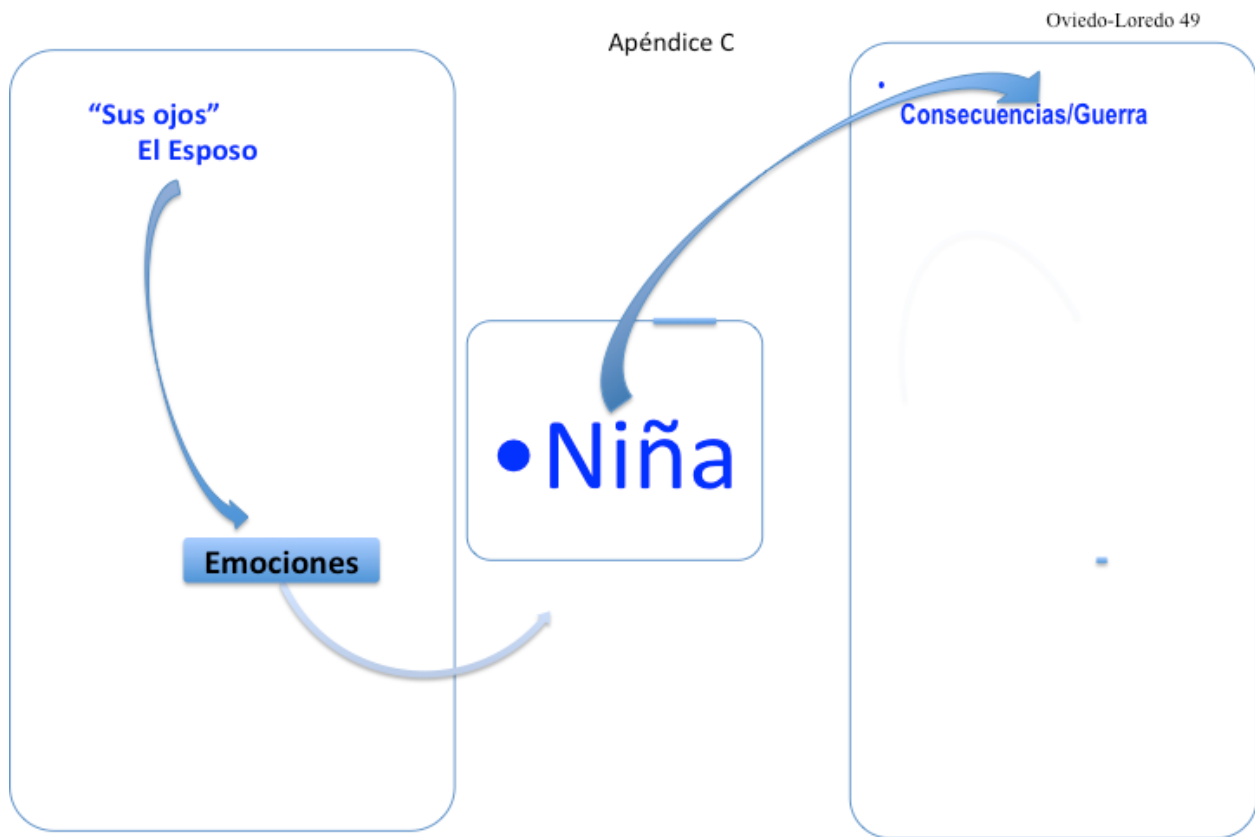 Oviedo-Loredo 49
Apéndice C
“Sus ojos”
El Esposo
Emociones
•Niña
•
Consecuencias/Guerra